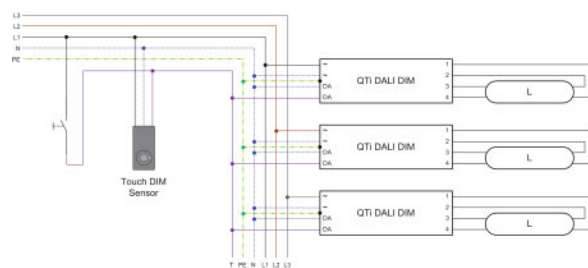 L3
L2
L1
N
PE
~
~
DA
DA
QTi DALI DIM
1
2
3
4
L
Touch DIM
Sensor
~
~
DA
DA
QTi DALI DIM
1
2
3
4
L
~
~
DA
DA
QTi DALI DIM
1
2
3
4
L
T PE N L1 L2 L3